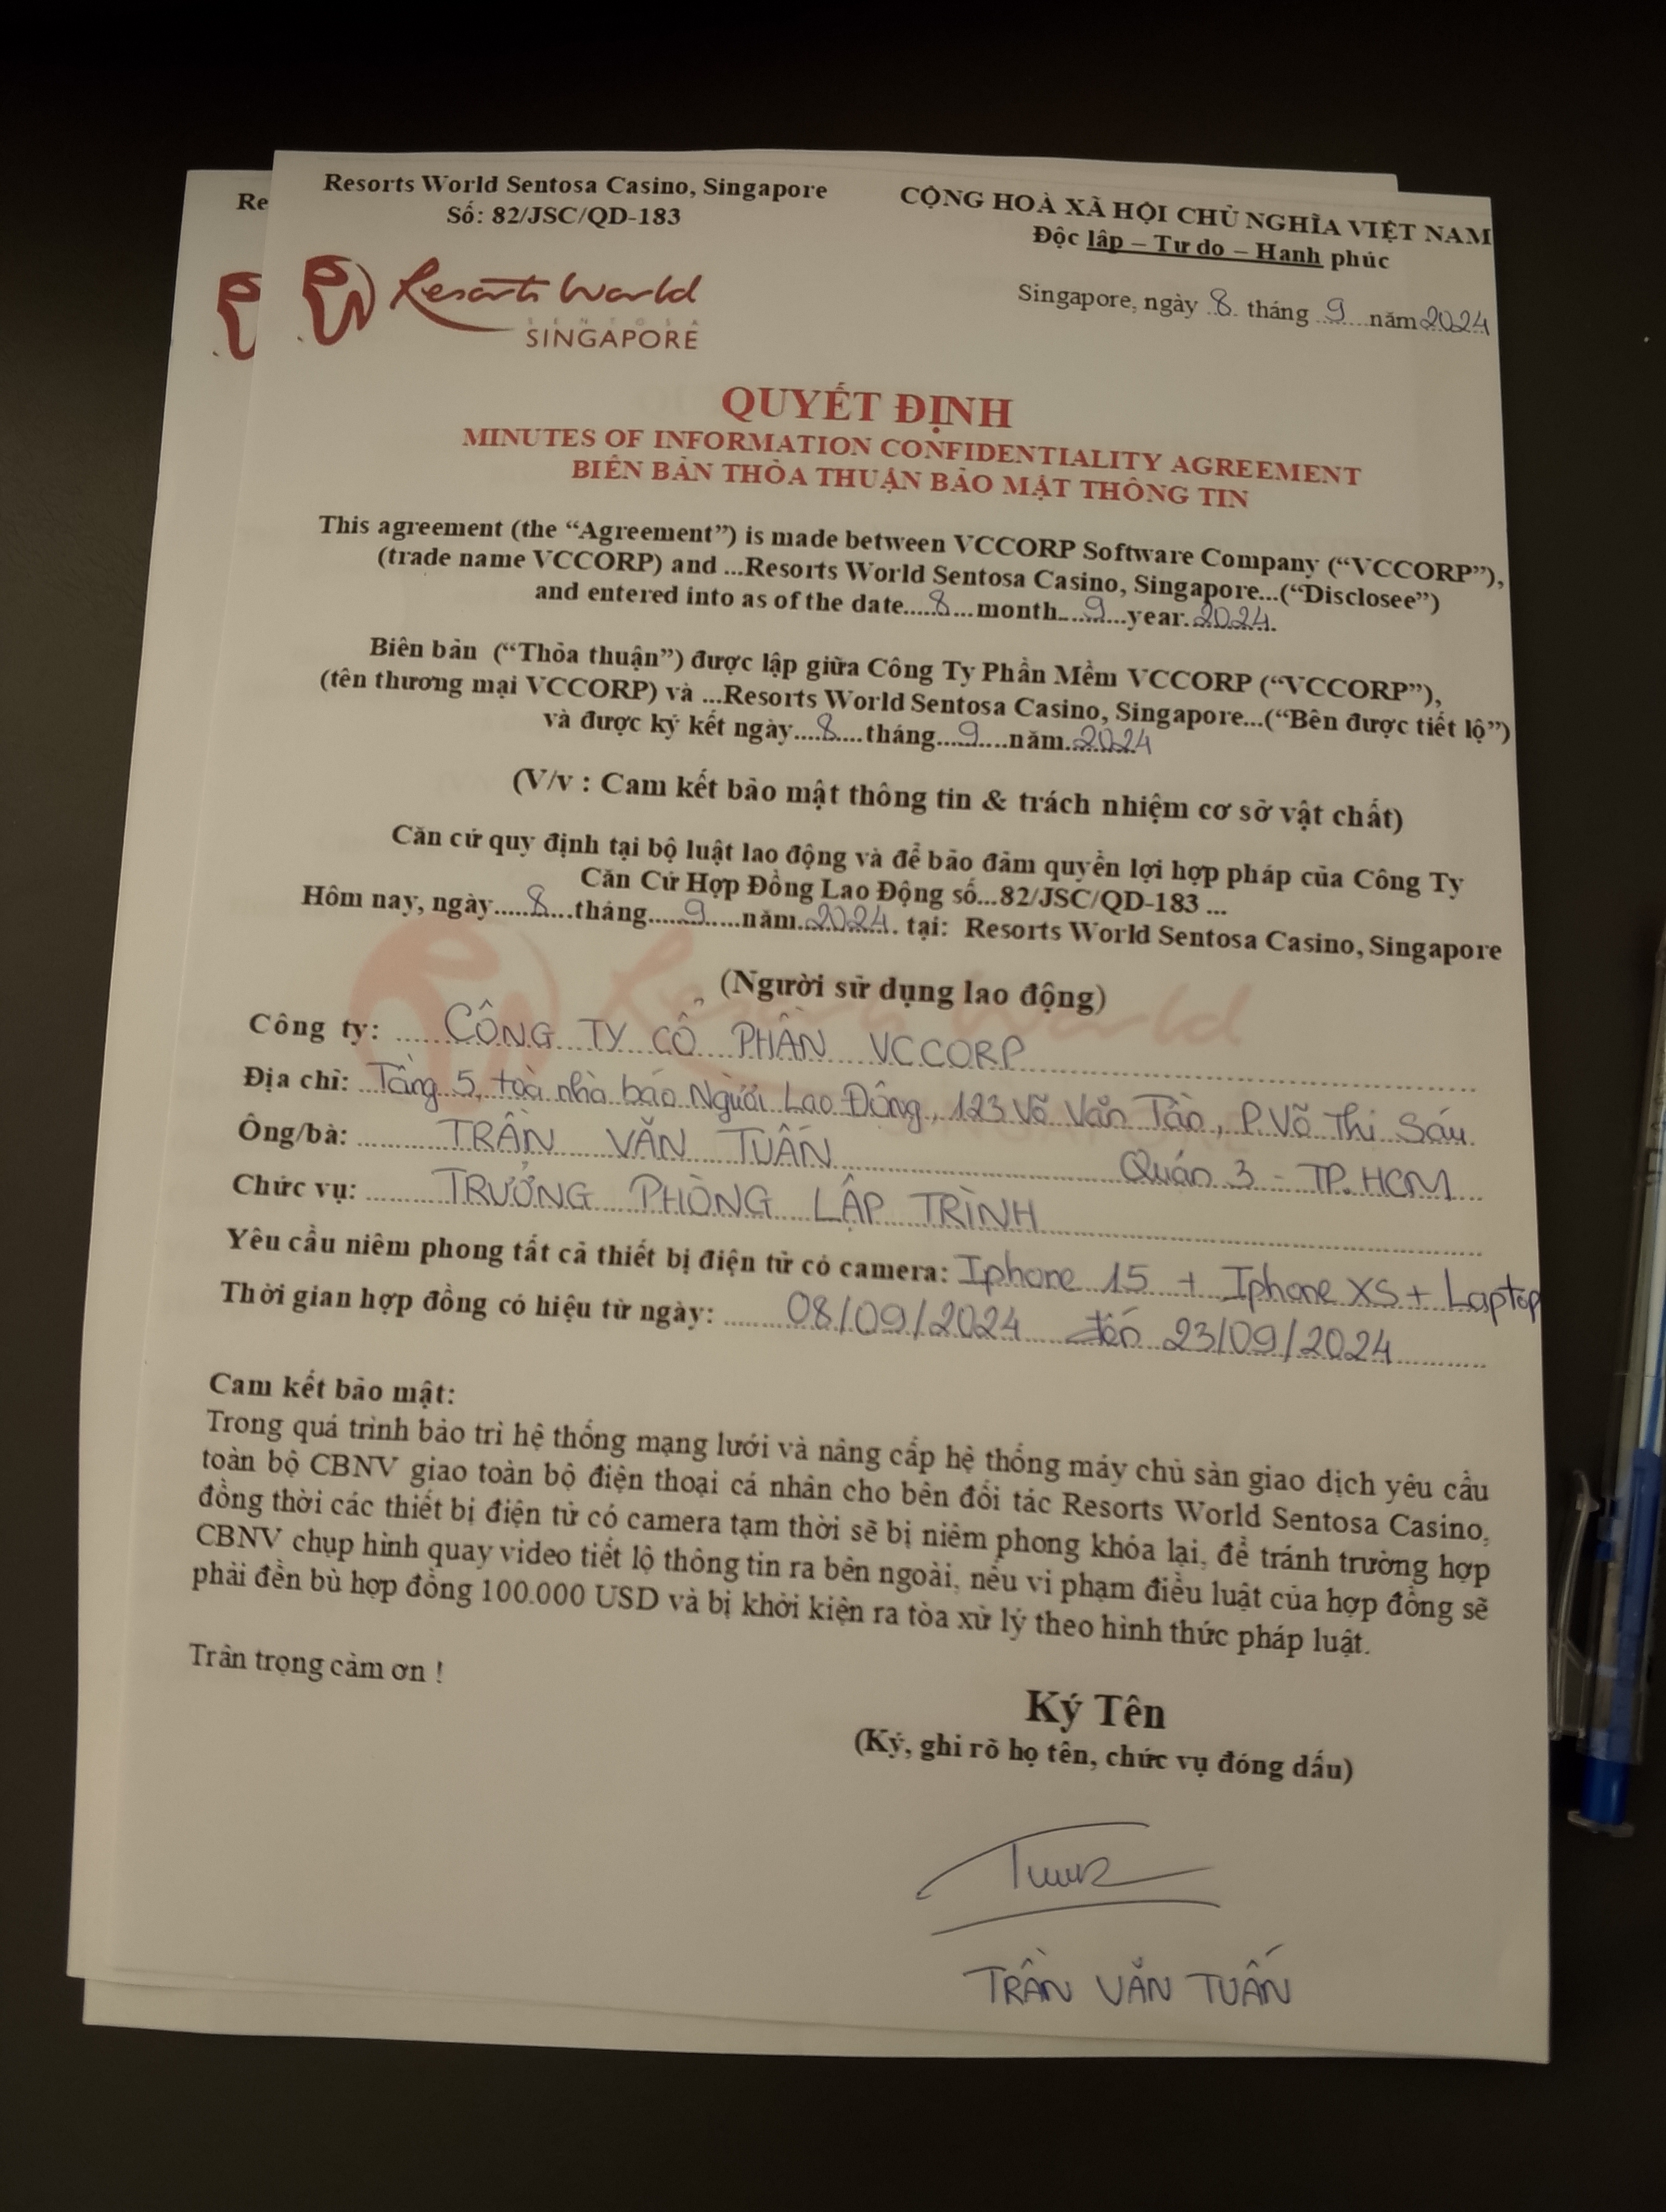 Resorts World Sentosa Casino, Singapore
Số: 82/JSC/QD-183
CỘNG HOÀ XÃ HỘI CHỦ NGHĨA VIỆT NAM
Độc lập – Tự do – Hạnh phúc
Re
Resorts World
SENTOSA
SINGAPORE
Singapore, ngày 8 tháng 9 năm 2024
QUYẾT ĐỊNH
MINUTES OF INFORMATION CONFIDENTIALITY AGREEMENT
BIÊN BẢN THỎA THUẬN BẢO MẬT THÔNG TIN
This agreement (the “Agreement”) is made between VCCORP Software Company (“VCCORP”),
(trade name VCCORP) and ...Resorts World Sentosa Casino, Singapore...(“Disclosee”)
and entered into as of the date.....8...month....9...year.2024.
Biên bản (“Thỏa thuận”) được lập giữa Công Ty Phần Mềm VCCORP (“VCCORP”),
(tên thương mại VCCORP) và ...Resorts World Sentosa Casino, Singapore...(“Bên được tiết lộ”)
và được ký kết ngày....8....tháng...9....năm.2024
(V/v : Cam kết bảo mật thông tin & trách nhiệm cơ sở vật chất)
Căn cứ quy định tại bộ luật lao động và để bảo đảm quyền lợi hợp pháp của Công Ty
Căn Cứ Hợp Đồng Lao Động số...82/JSC/QD-183 ...
Hôm nay, ngày.....8....tháng.....9.....năm.2024. tại: Resorts World Sentosa Casino, Singapore
(Người sử dụng lao động)
Công ty: CÔNG TY CỔ PHẦN VCCORP
Địa chỉ: Tầng 5, toà nhà báo Người Lao Động, 123 Võ Văn Tần, P. Võ Thị Sáu
Quận 3 - TP. HCM
Ông/bà: TRẦN VĂN TUẤN
Chức vụ: TRƯỞNG PHÒNG LẬP TRÌNH
Yêu cầu niêm phong tất cả thiết bị điện tử có camera: Iphone 15 + Iphone XS + Laptop
Thời gian hợp đồng có hiệu từ ngày: 08/09/2024 đến 23/09/2024
Cam kết bảo mật:
Trong quá trình bảo trì hệ thống mạng lưới và nâng cấp hệ thống máy chủ sàn giao dịch yêu cầu
toàn bộ CBNV giao toàn bộ điện thoại cá nhân cho bên đối tác Resorts World Sentosa Casino,
đồng thời các thiết bị điện tử có camera tạm thời sẽ bị niêm phong khóa lại, để tránh trường hợp
CBNV chụp hình quay video tiết lộ thông tin ra bên ngoài, nếu vi phạm điều luật của hợp đồng sẽ
phải đền bù hợp đồng 100.000 USD và bị khởi kiện ra tòa xử lý theo hình thức pháp luật.
Trân trọng cảm ơn !
Ký Tên
(Ký, ghi rõ họ tên, chức vụ đóng dấu)
TRẦN VĂN TUẤN